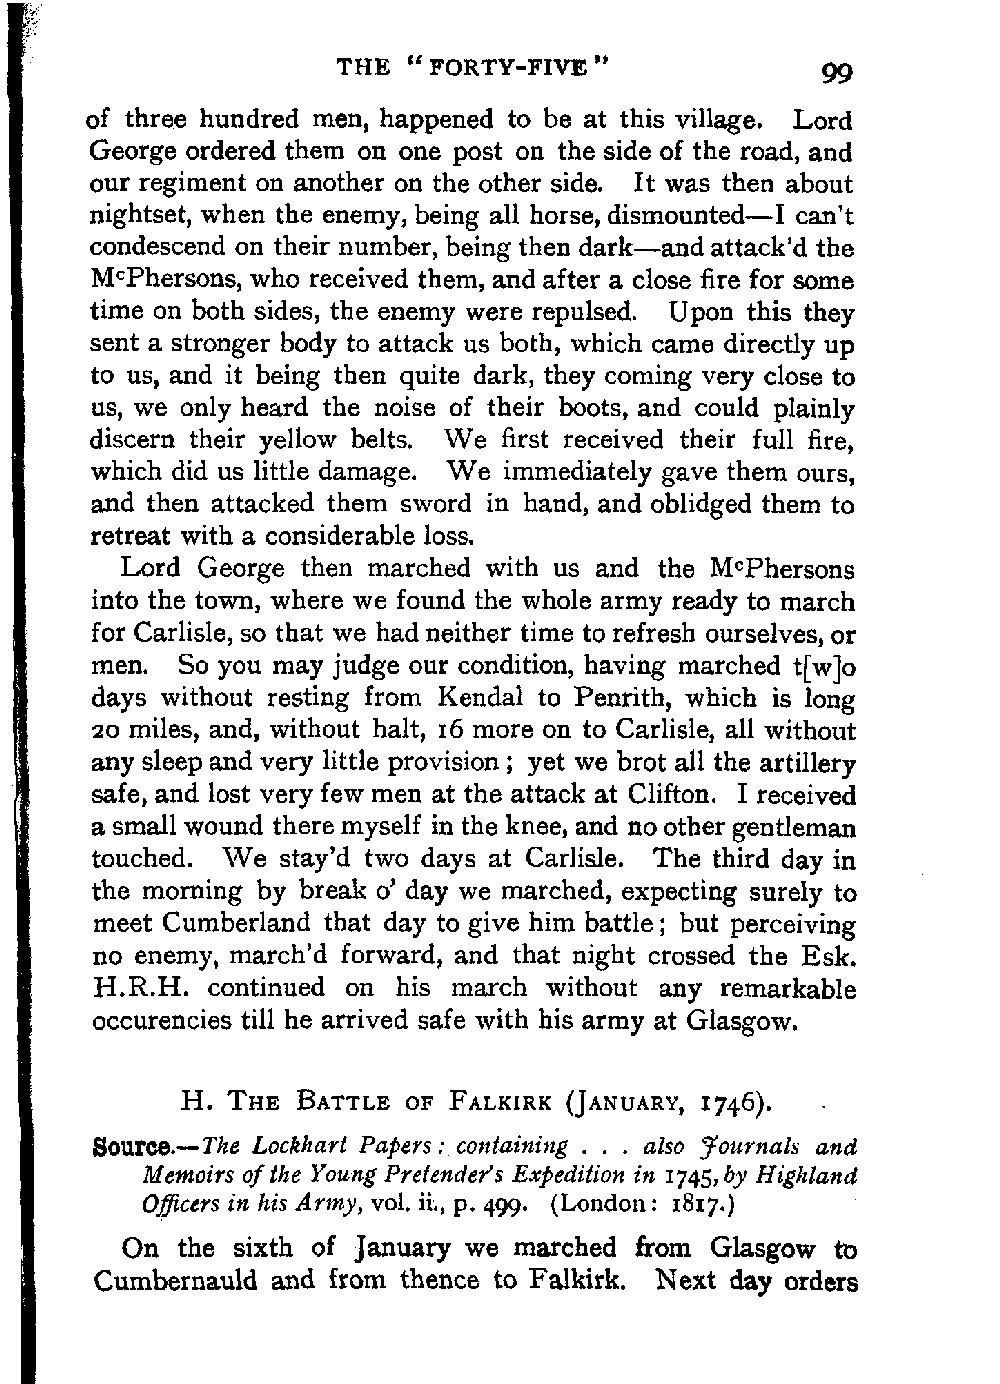 THE "FORTY-FIVE" 99
of three hundred men, happened to be at this village. Lord
George ordered them on one post on the side of the road, and
our regiment on another on the other side. It was then about
nightset, when the enemy, being all horse, dismounted—I can't
condescend on their number, being then dark—and attack'd the
McPhersons, who received them, and after a close fire for some
time on both sides, the enemy were repulsed. Upon this they
sent a stronger body to attack us both, which came directly up
to us, and it being then quite dark, they coming very close to
us, we only heard the noise of their boots, and could plainly
discern their yellow belts. We first received their full fire,
which did us little damage. We immediately gave them ours,
and then attacked them sword in hand, and oblidged them to
retreat with a considerable loss.
Lord George then marched with us and the McPhersons
into the town, where we found the whole army ready to march
for Carlisle, so that we had neither time to refresh ourselves, or
men. So you may judge our condition, having marched t[w]o
days without resting from Kendal to Penrith, which is long
20 miles, and, without halt, 16 more on to Carlisle, all without
any sleep and very little provision; yet we brot all the artillery
safe, and lost very few men at the attack at Clifton. I received
a small wound there myself in the knee, and no other gentleman
touched. We stay'd two days at Carlisle. The third day in
the morning by break o' day we marched, expecting surely to
meet Cumberland that day to give him battle; but perceiving
no enemy, march'd forward, and that night crossed the Esk.
H.R.H. continued on his march without any remarkable
occurencies till he arrived safe with his army at Glasgow.
H. THE BATTLE OF FALKIRK (JANUARY, 1746).
Source.—The Lockhart Papers: containing . . . also Journals and
Memoirs of the Young Pretender's Expedition in 1745, by Highland
Officers in his Army, vol. ii., p. 499. (London: 1817.)
On the sixth of January we marched from Glasgow to
Cumbernauld and from thence to Falkirk. Next day orders